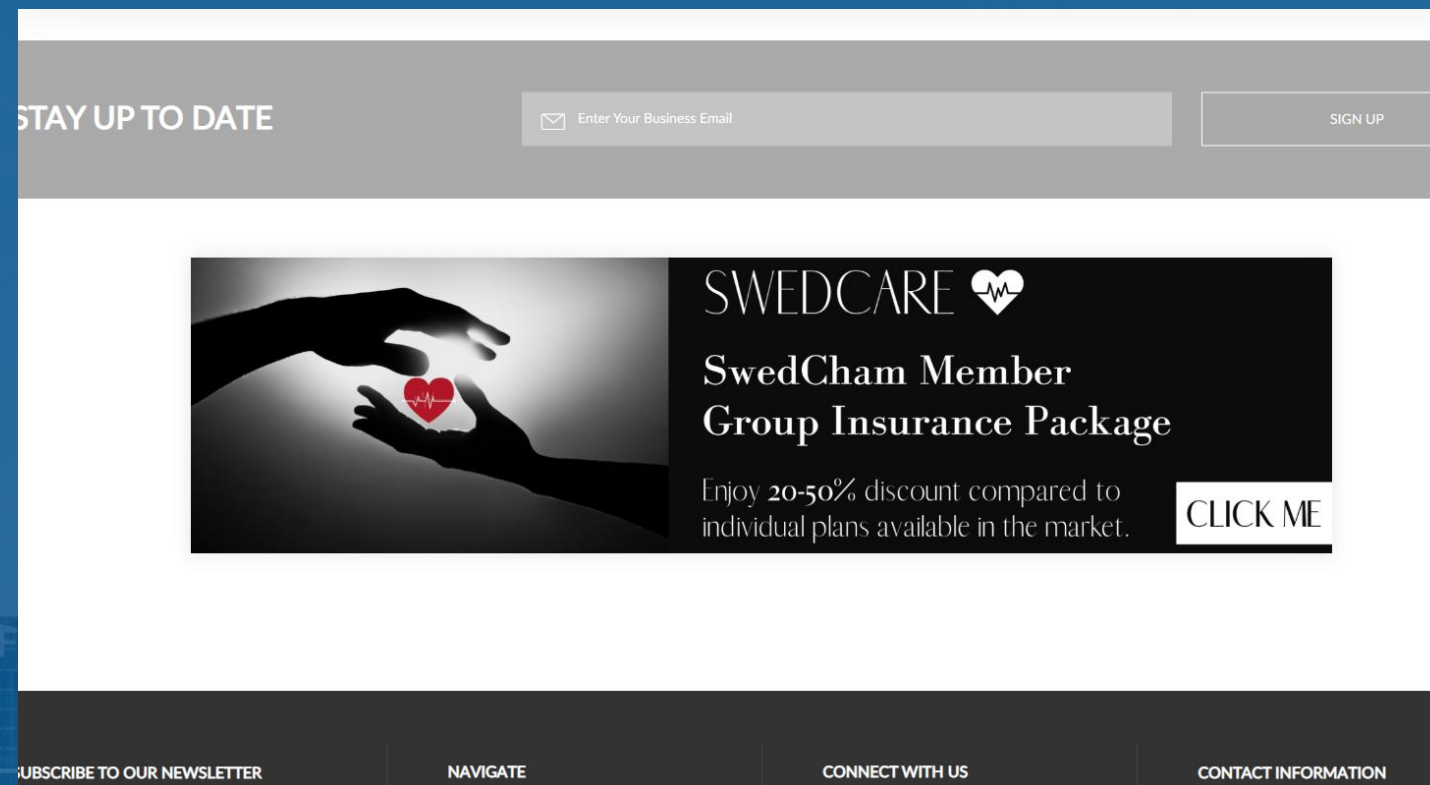 STAY UP TO DATE
Enter Your Business Email
SIGN UP
SWEDCARE
SwedCham Member
Group Insurance Package
Enjoy 20-50% discount compared to
individual plans available in the market.
CLICK ME
SUBSCRIBE TO OUR NEWSLETTER
NAVIGATE
CONNECT WITH US
CONTACT INFORMATION